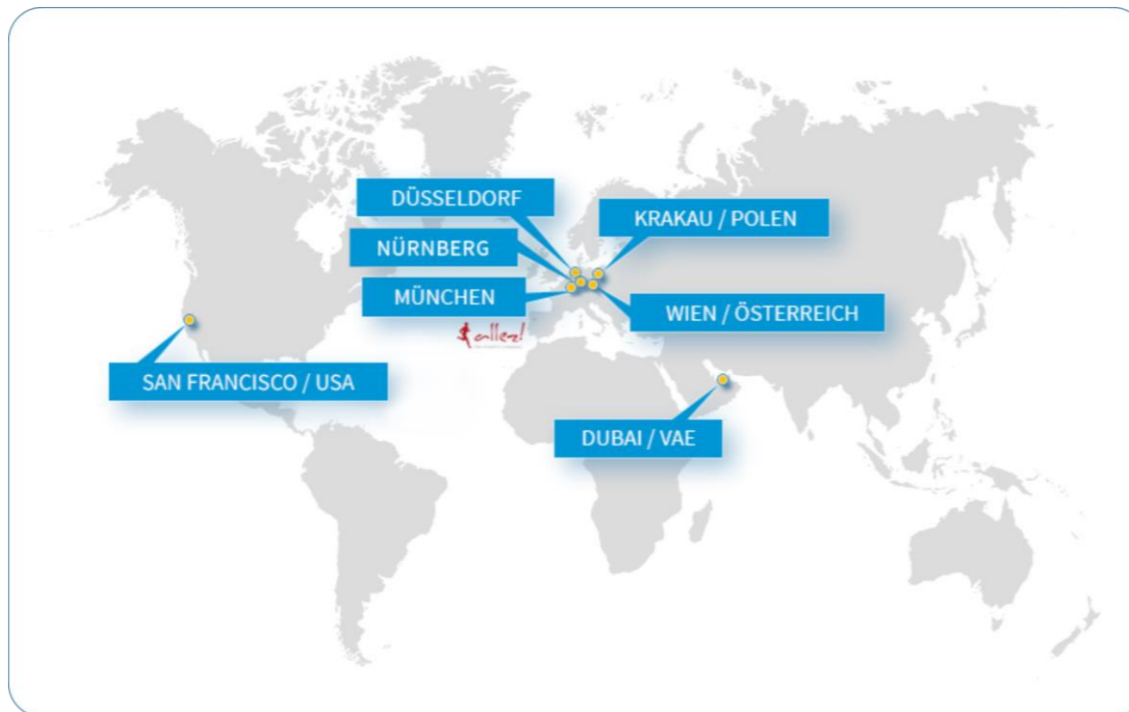 DÜSSELDORF
KRAKAU / POLEN
NÜRNBERG
MÜNCHEN
WIEN / ÖSTERREICH
allez!
SAN FRANCISCO / USA
DUBAI / VAE